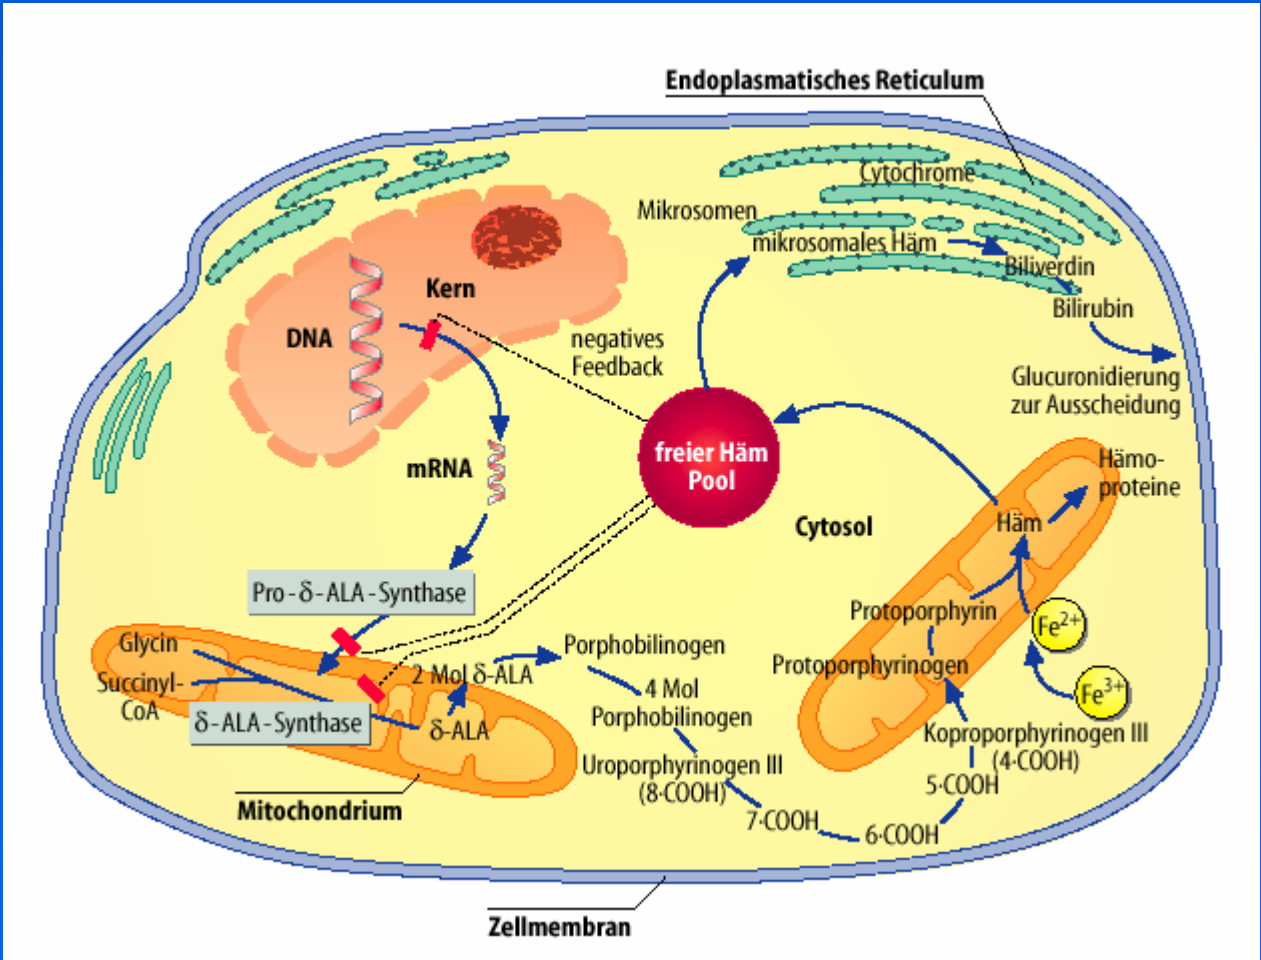 Endoplasmatisches Reticulum
Cytochrome
Mikrosomen
mikrosomales Häm
Biliverdin
Bilirubin
Glucuronidierung
zur Ausscheidung
Kern
DNA
negatives
Feedback
mRNA
freier Häm
Pool
Cytosol
Hämo-
proteine
Häm
Pro-δ-ALA-Synthase
Glycin
Succinyl-
CoA
δ-ALA-Synthase
2 Mol δ-ALA
δ-ALA
Porphobilinogen
4 Mol
Porphobilinogen
Uroporphyrinogen III
(8·COOH)
7·COOH
6·COOH
5·COOH
Koproporphyrinogen III
(4·COOH)
Protoporphyrinogen
Protoporphyrin
Fe2+
Fe3+
Mitochondrium
Zellmembran